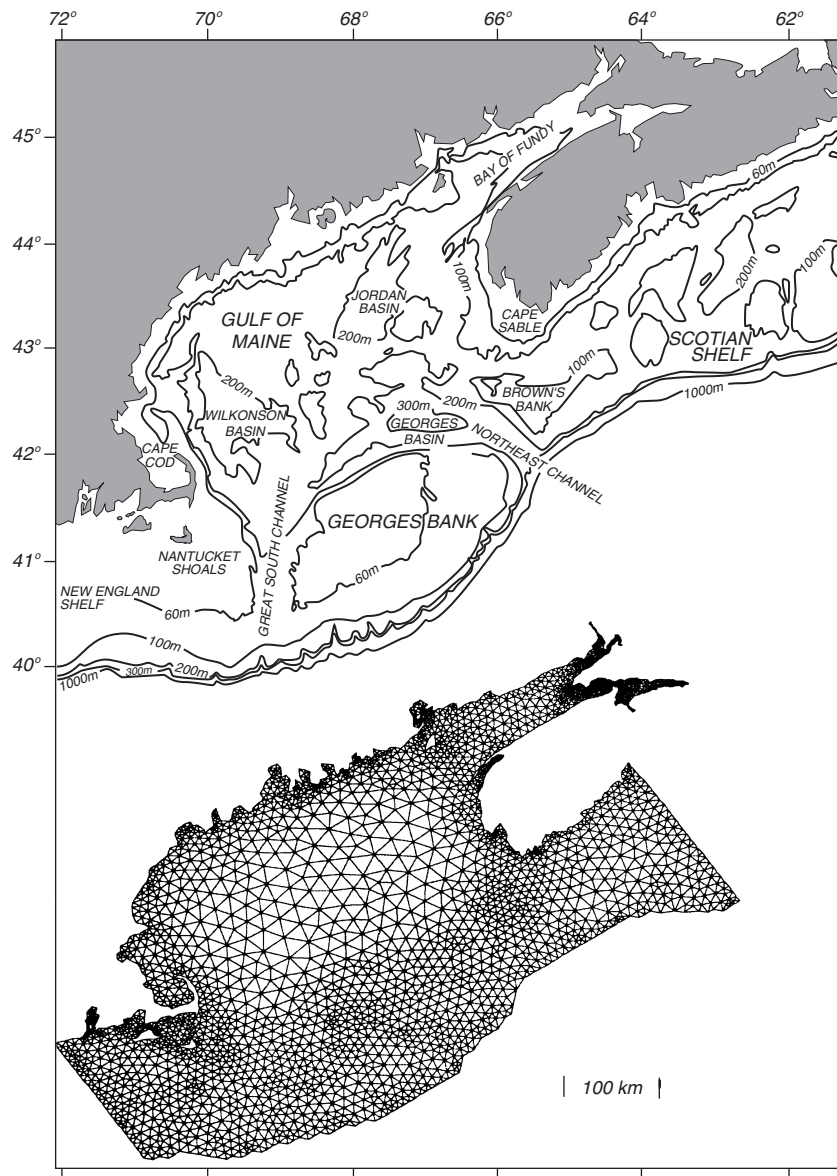 72° 70° 68° 66° 64° 62°
45°
44°
43°
42°
41°
40°
BAY OF FUNDY
60m
100m
200m
100m
JORDAN
BASIN
CAPE
SABLE
GULF OF
MAINE
200m
SCOTIAN
SHELF
100m
1000m
200m
300m
200m
BROWN'S
BANK
WILKONSON
BASIN
GEORGES
BASIN
NORTHEAST CHANNEL
CAPE
COD
GREAT SOUTH CHANNEL
GEORGES BANK
NANTUCKET
SHOALS
60m
NEW ENGLAND
SHELF
60m
100m
1000m
300m
200m
100 km